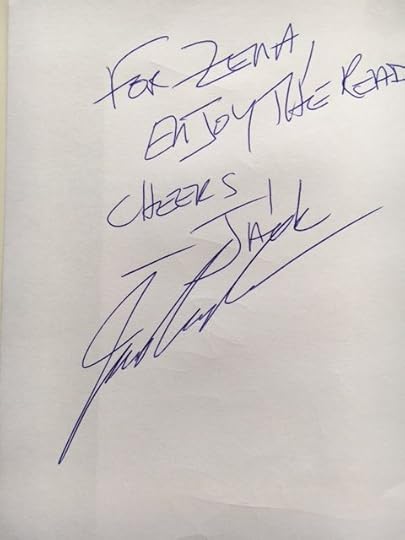 FOR ZENA,
ENJOY THE READ
CHEERS!
— JACK